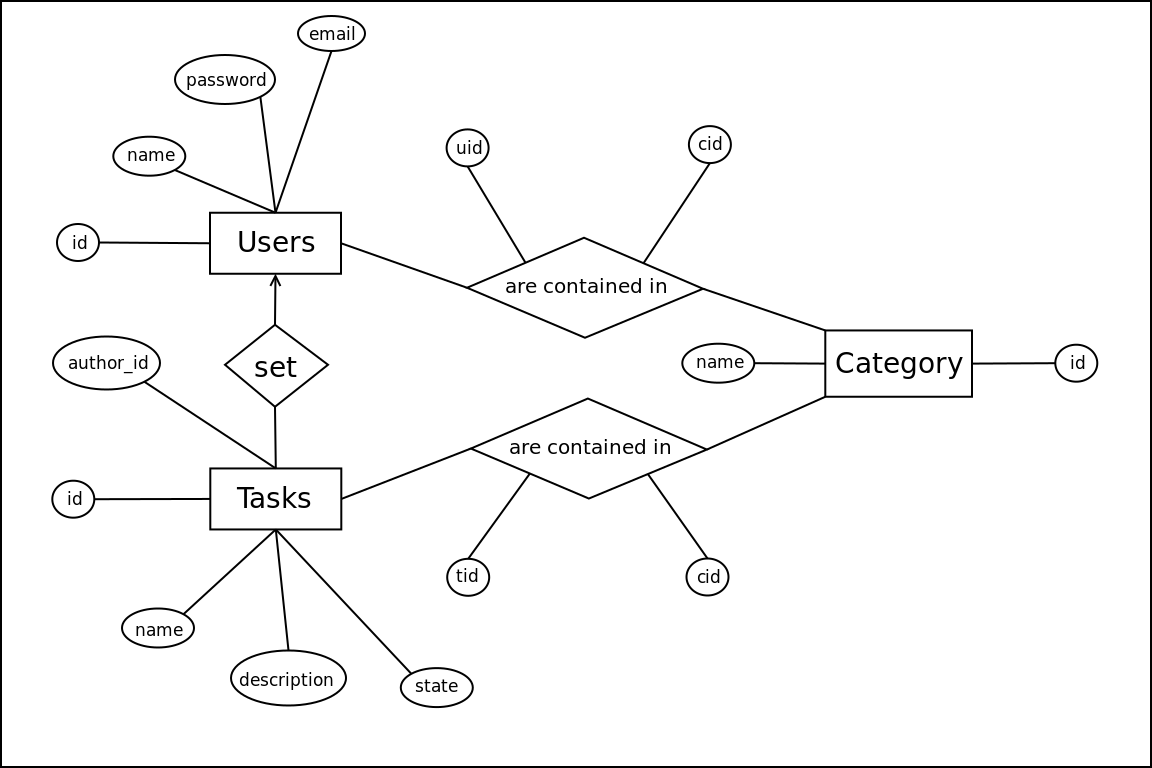 email
password
name
uid
cid
id
Users
are contained in
author_id
set
name
Category
id
are contained in
id
Tasks
tid
cid
name
description
state